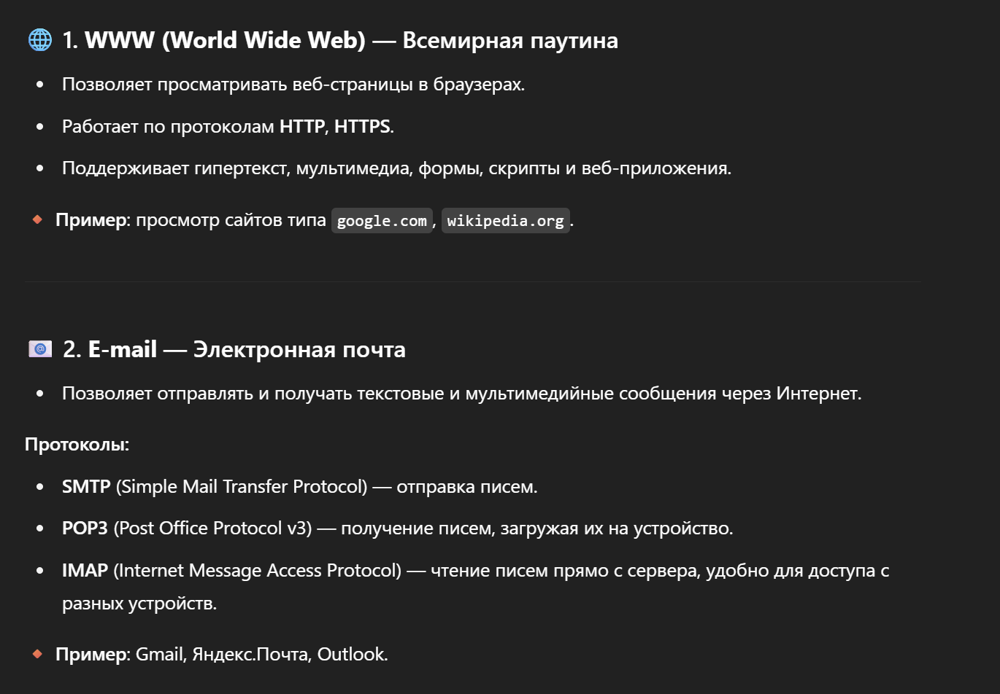 1. WWW (World Wide Web) — Всемирная паутина
Позволяет просматривать веб-страницы в браузерах.
Работает по протоколам HTTP, HTTPS.
Поддерживает гипертекст, мультимедиа, формы, скрипты и веб-приложения.
Пример: просмотр сайтов типа google.com, wikipedia.org.
2. E-mail — Электронная почта
Позволяет отправлять и получать текстовые и мультимедийные сообщения через Интернет.
Протоколы:
SMTP (Simple Mail Transfer Protocol) — отправка писем.
POP3 (Post Office Protocol v3) — получение писем, загружая их на устройство.
IMAP (Internet Message Access Protocol) — чтение писем прямо с сервера, удобно для доступа с
разных устройств.
Пример: Gmail, Яндекс.Почта, Outlook.